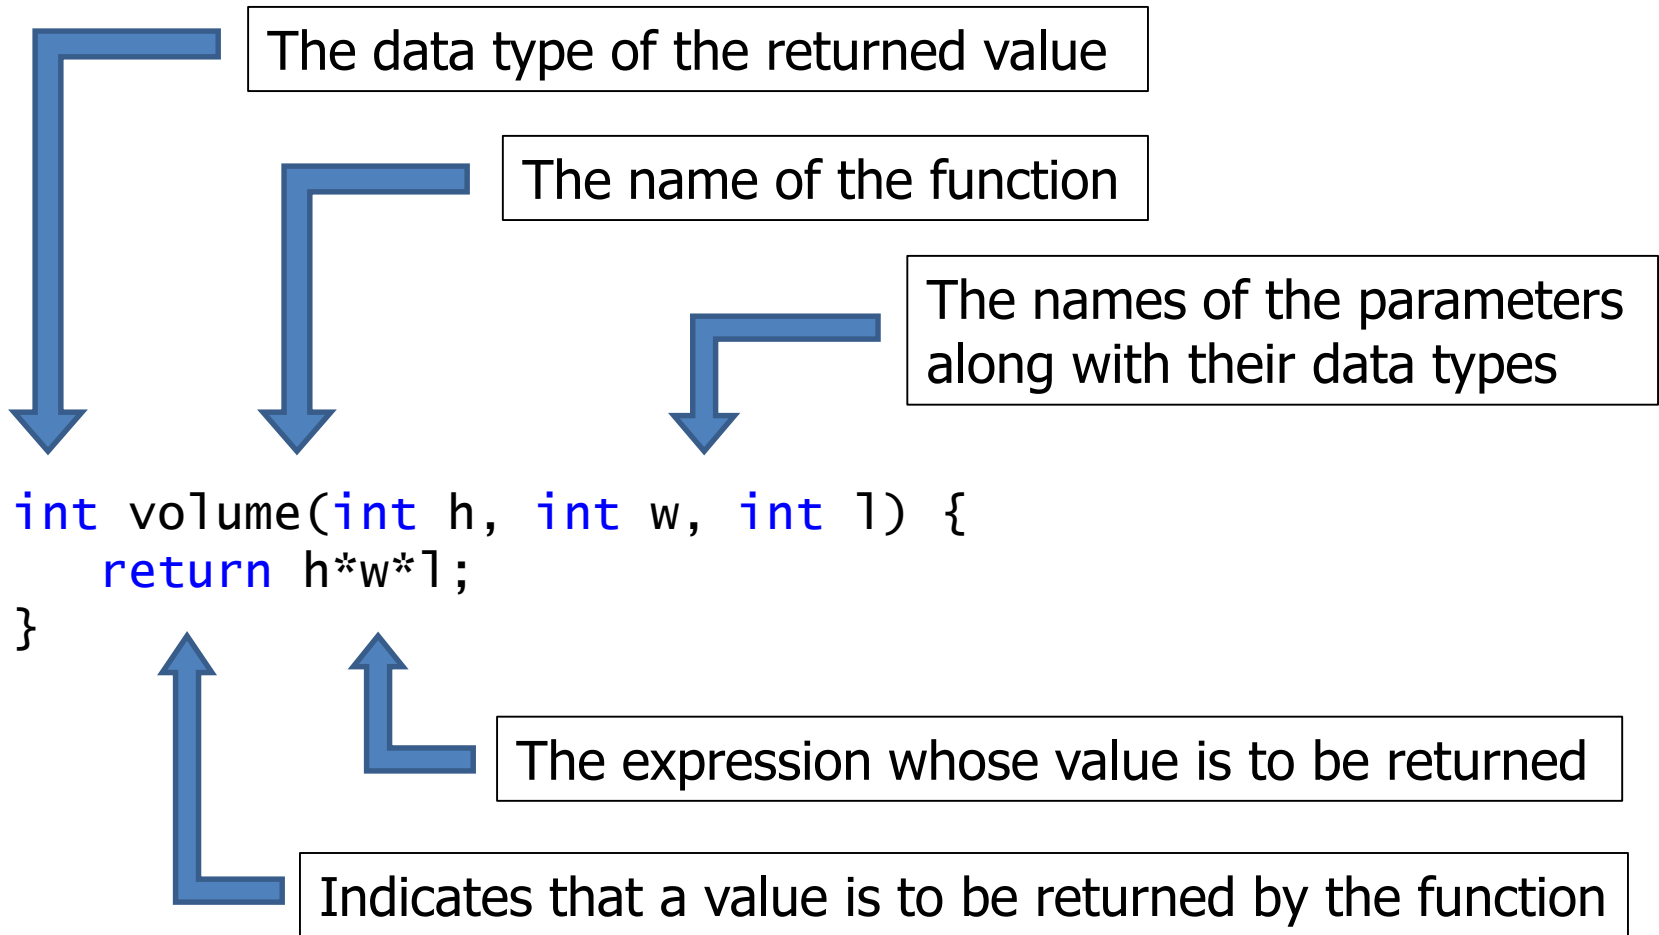 The data type of the returned value
The name of the function
The names of the parameters
along with their data types
int volume(int h, int w, int l) {
return h*w*l;
}
The expression whose value is to be returned
Indicates that a value is to be returned by the function